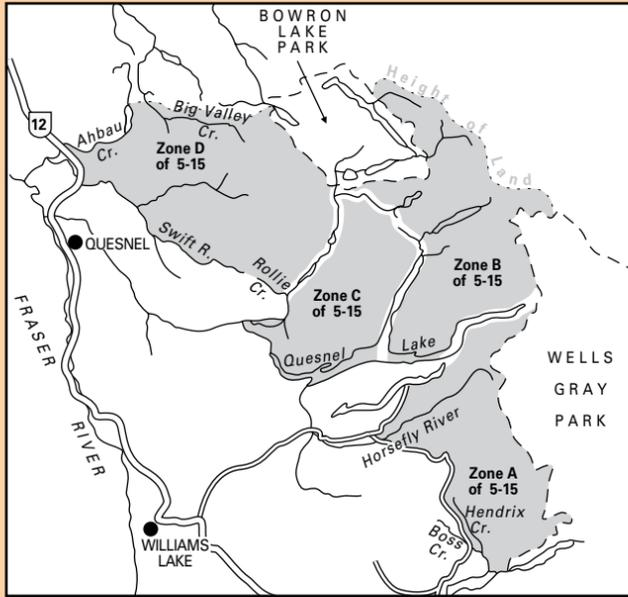 BOWRON
LAKE
PARK
Height of Land
12
Ahbau
Cr.
Big Valley
Cr.
Zone D
of 5-15
QUESNEL
Swift R.
Rollie
Cr.
Zone C
of 5-15
Zone B
of 5-15
Quesnel
Lake
FRASER
RIVER
WELLS
GRAY
PARK
Horsefly River
Zone A
of 5-15
Hendrix
Cr.
Boss
Cr.
WILLIAMS
LAKE